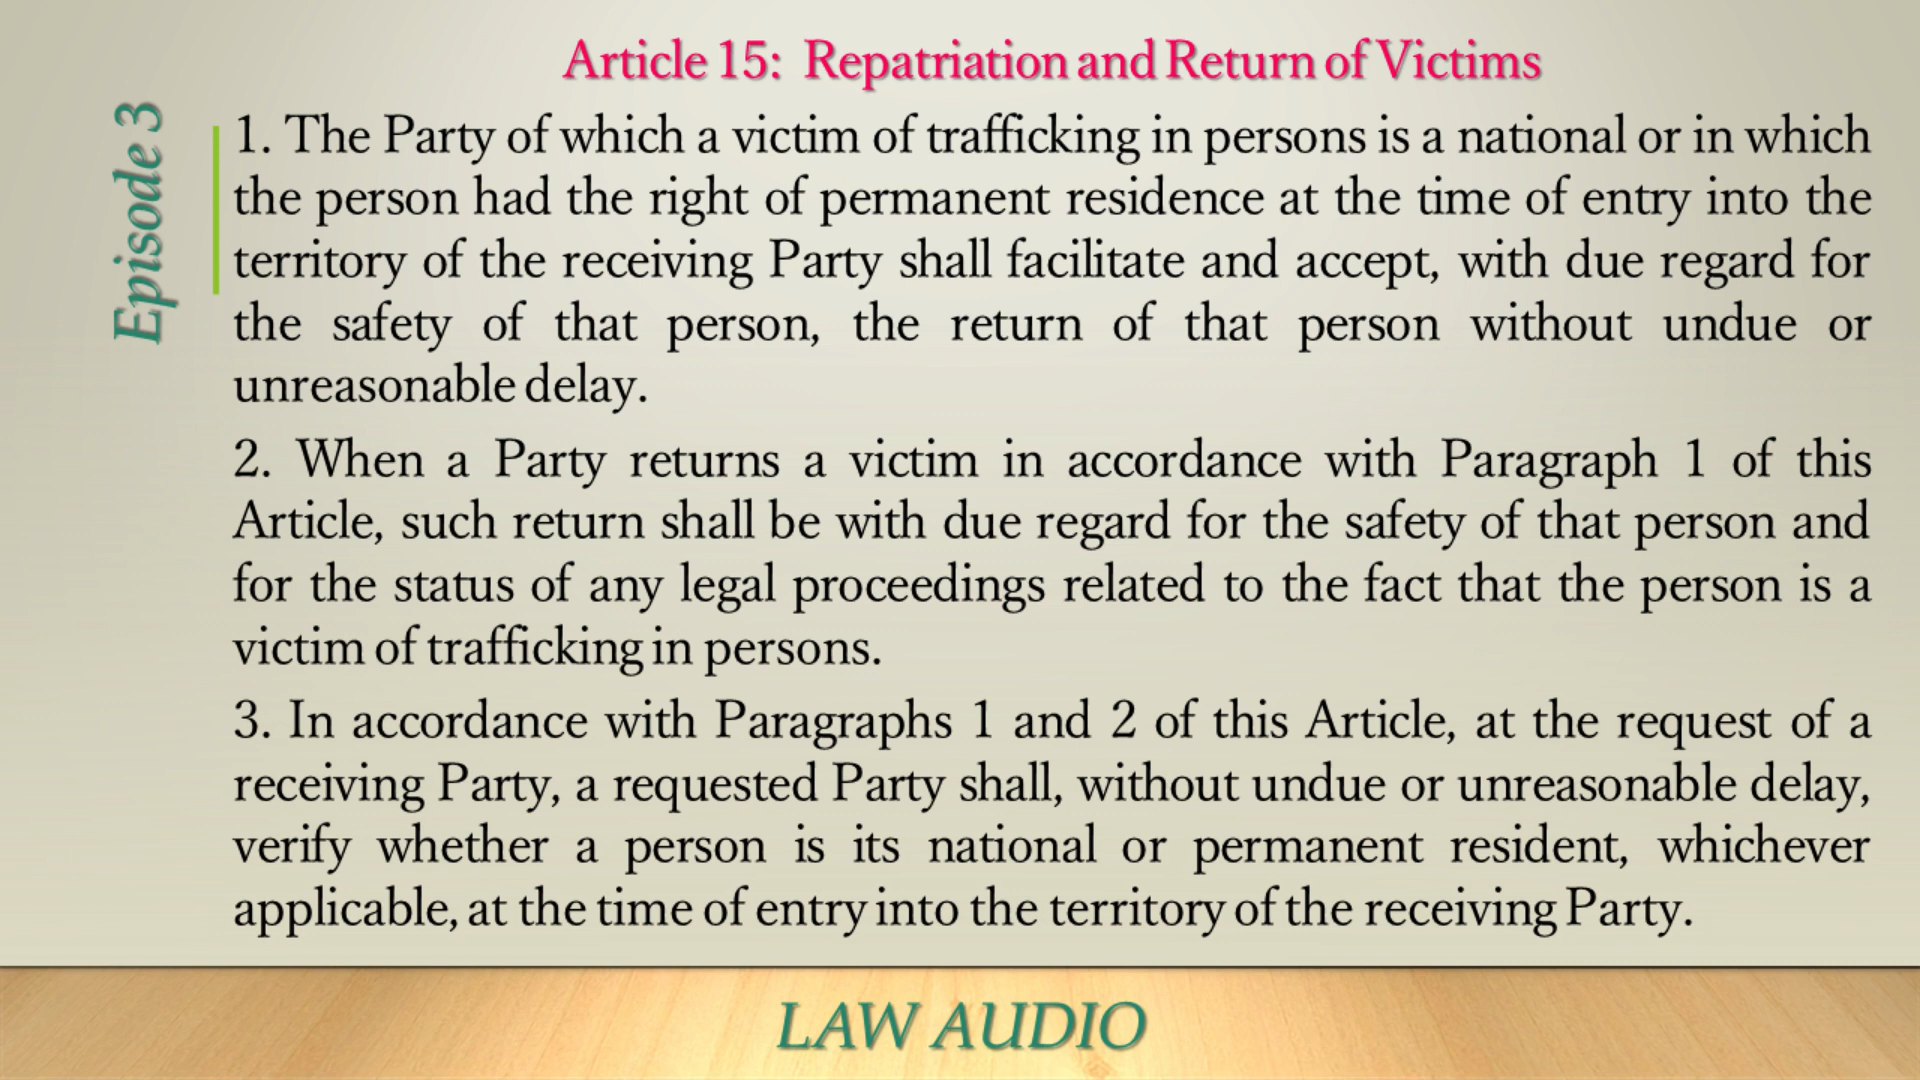 Article 15: Repatriation and Return of Victims
Episode 3
1. The Party of which a victim of trafficking in persons is a national or in which
the person had the right of permanent residence at the time of entry into the
territory of the receiving Party shall facilitate and accept, with due regard for
the safety of that person, the return of that person without undue or
unreasonable delay.
2. When a Party returns a victim in accordance with Paragraph 1 of this
Article, such return shall be with due regard for the safety of that person and
for the status of any legal proceedings related to the fact that the person is a
victim of trafficking in persons.
3. In accordance with Paragraphs 1 and 2 of this Article, at the request of a
receiving Party, a requested Party shall, without undue or unreasonable delay,
verify whether a person is its national or permanent resident, whichever
applicable, at the time of entry into the territory of the receiving Party.
LAW AUDIO